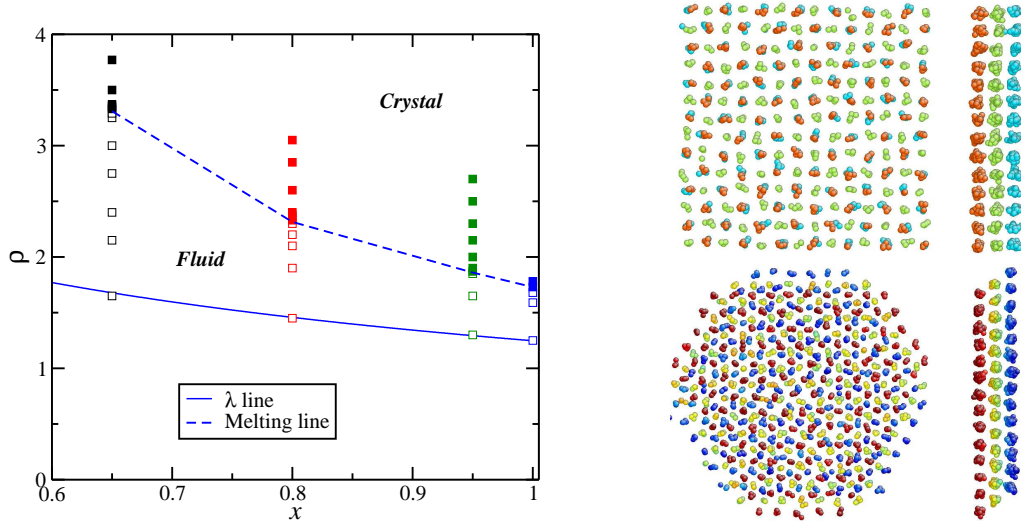 4
3
2
1
0
ρ
Crystal
Fluid
λ line
Melting line
0.6
0.7
0.8
0.9
1
x